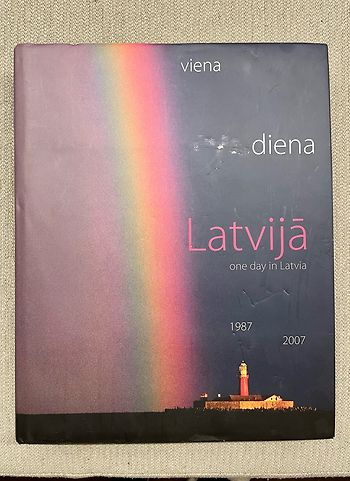 viena
diena
Latvijā
one day in Latvia
1987
2007